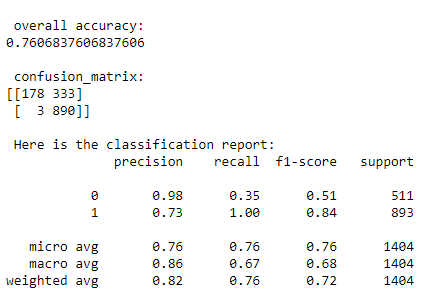 overall accuracy:
0.7606837606837606
confusion_matrix:
[[178 333]
[  3 890]]
Here is the classification report:
precision    recall  f1-score   support
0       0.98      0.35      0.51       511
1       0.73      1.00      0.84       893
micro avg       0.76      0.76      0.76      1404
macro avg       0.86      0.67      0.68      1404
weighted avg       0.82      0.76      0.72      1404